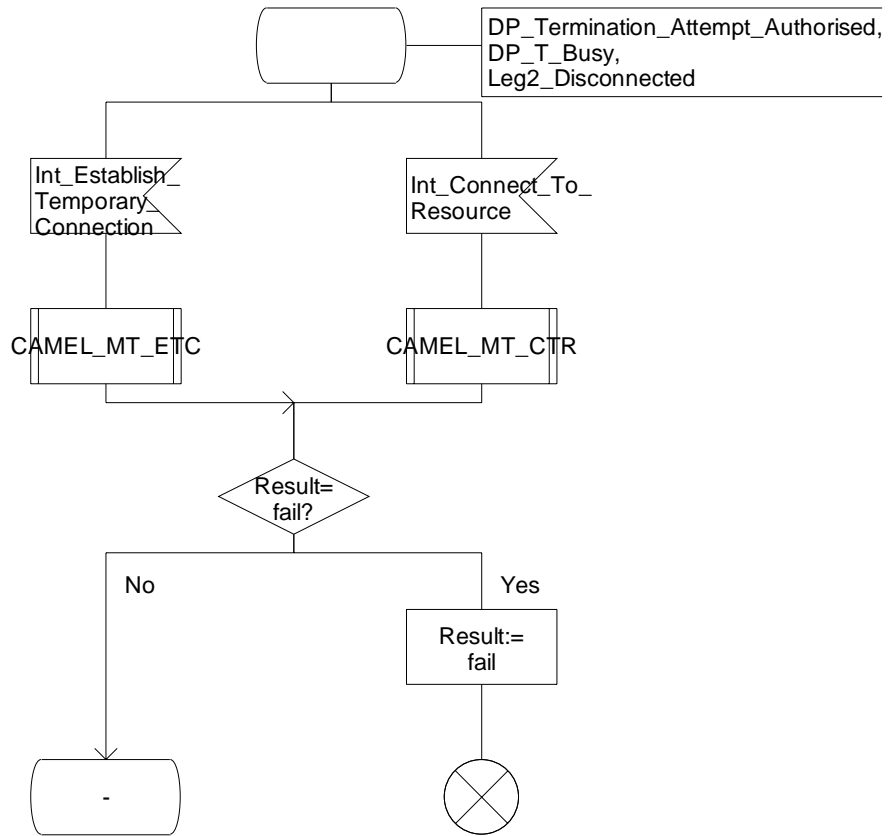 DP_Termination_Attempt_Authorised,
DP_T_Busy,
Leg2_Disconnected
Int_Establish_
Temporary_
Connection
Int_Connect_To_
Resource
CAMEL_MT_ETC
CAMEL_MT_CTR
Result=
fail?
No
Yes
Result:=
fail
-